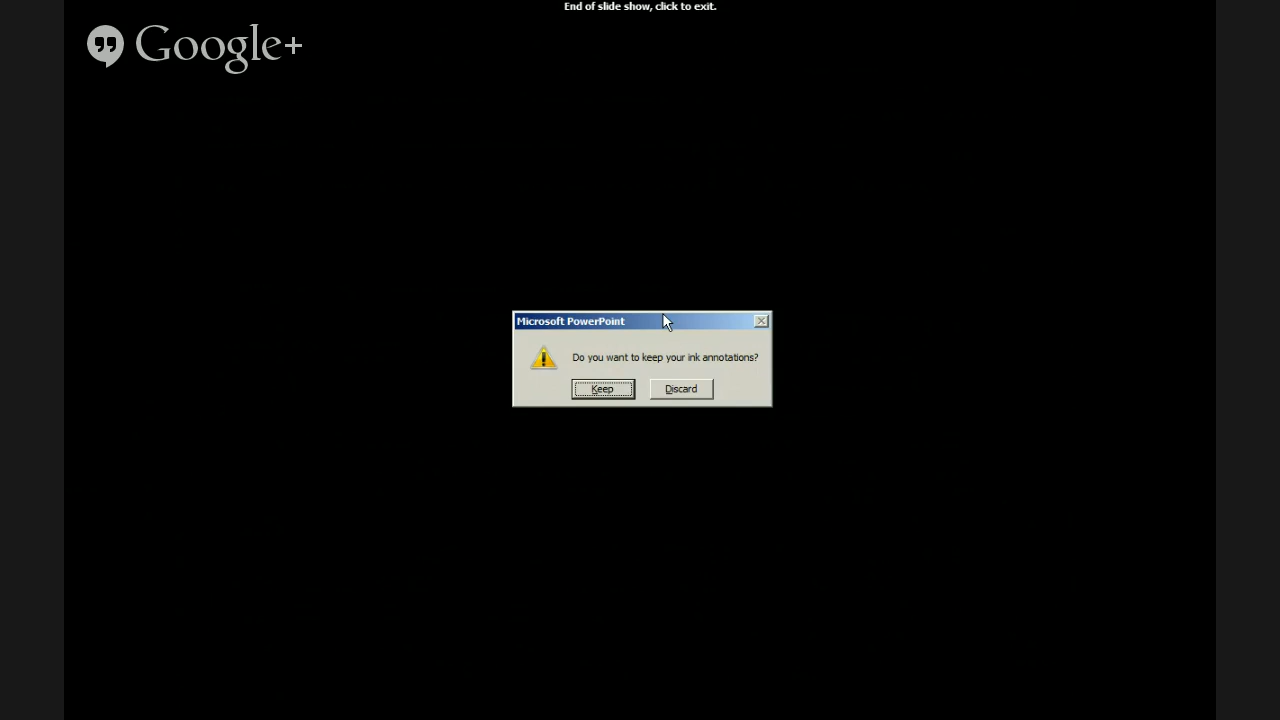 End of slide show, click to exit.
Google+
Microsoft PowerPoint
Do you want to keep your ink annotations?
Keep
Discard